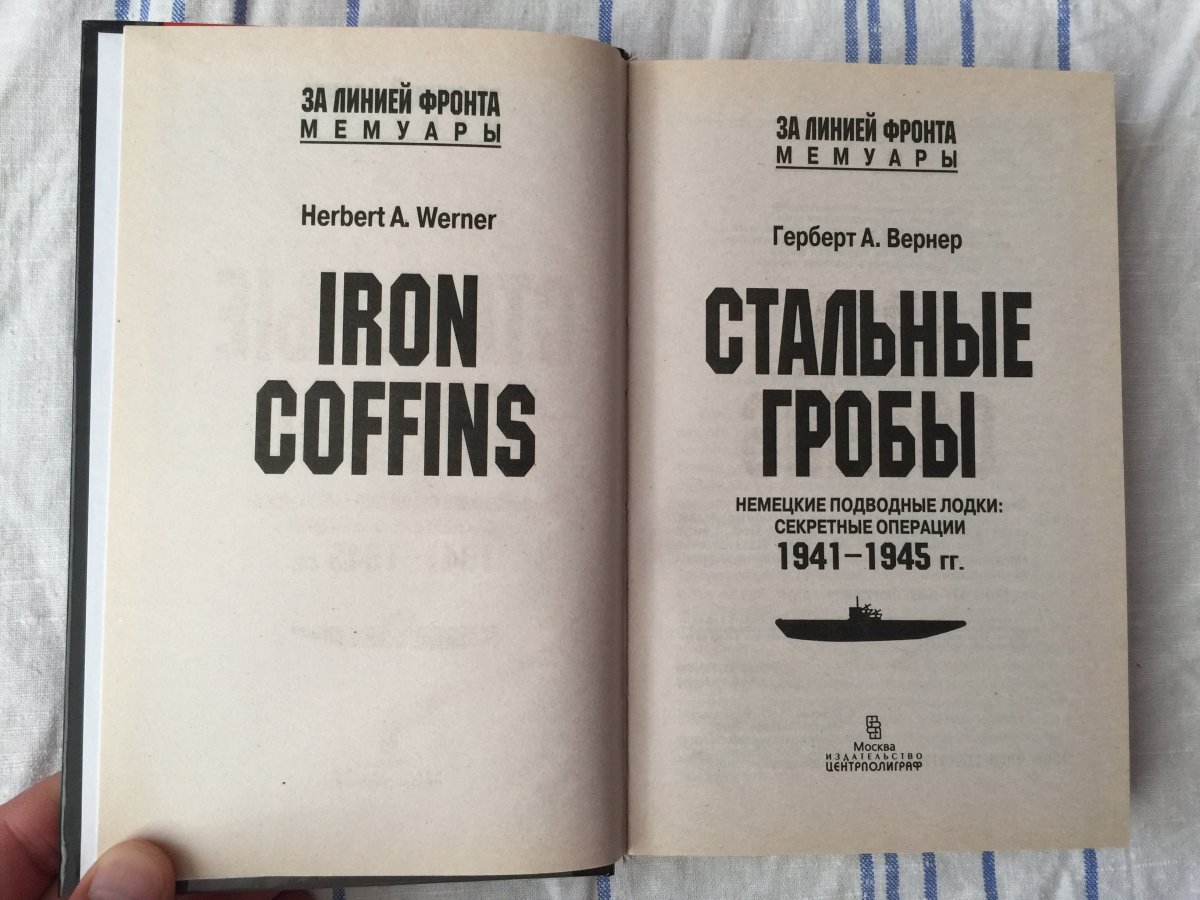 ЗА ЛИНИЕЙ ФРОНТА
МЕМУАРЫ
Herbert A. Werner
IRON
COFFINS
ЗА ЛИНИЕЙ ФРОНТА
МЕМУАРЫ
Герберт А. Вернер
СТАЛЬНЫЕ
ГРОБЫ
НЕМЕЦКИЕ ПОДВОДНЫЕ ЛОДКИ:
СЕКРЕТНЫЕ ОПЕРАЦИИ
1941–1945 гг.
Москва
ИЗДАТЕЛЬСТВО
ЦЕНТРПОЛИГРАФ